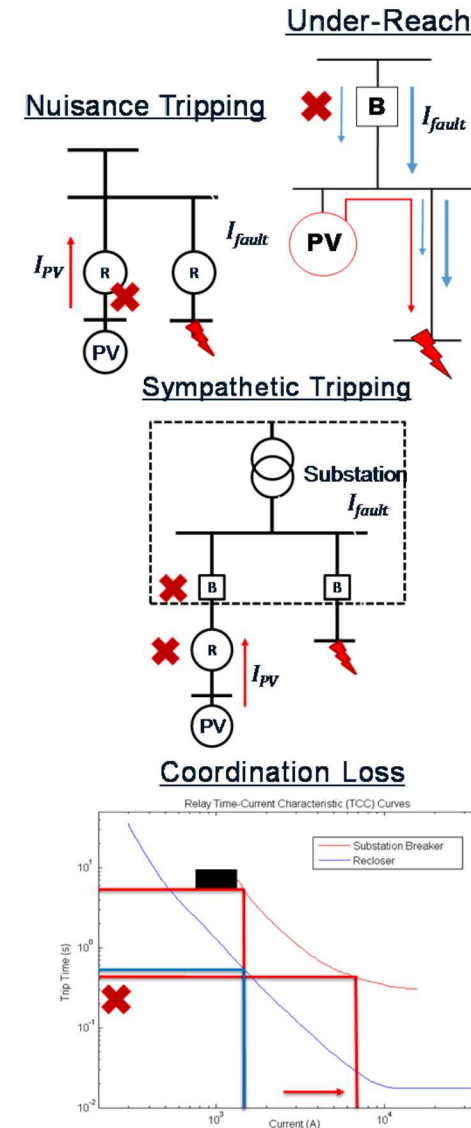 Under-Reach
B
I_fault
PV
Nuisance Tripping
I_PV
R
R
I_fault
PV
Sympathetic Tripping
Substation
I_fault
B
B
R
I_PV
PV
Coordination Loss
Relay Time-Current Characteristic (TCC) Curves
Substation Breaker
Recloser
Trip Time (s)
10^1
10^0
10^-1
10^-2
10^3
10^4
Current (A)